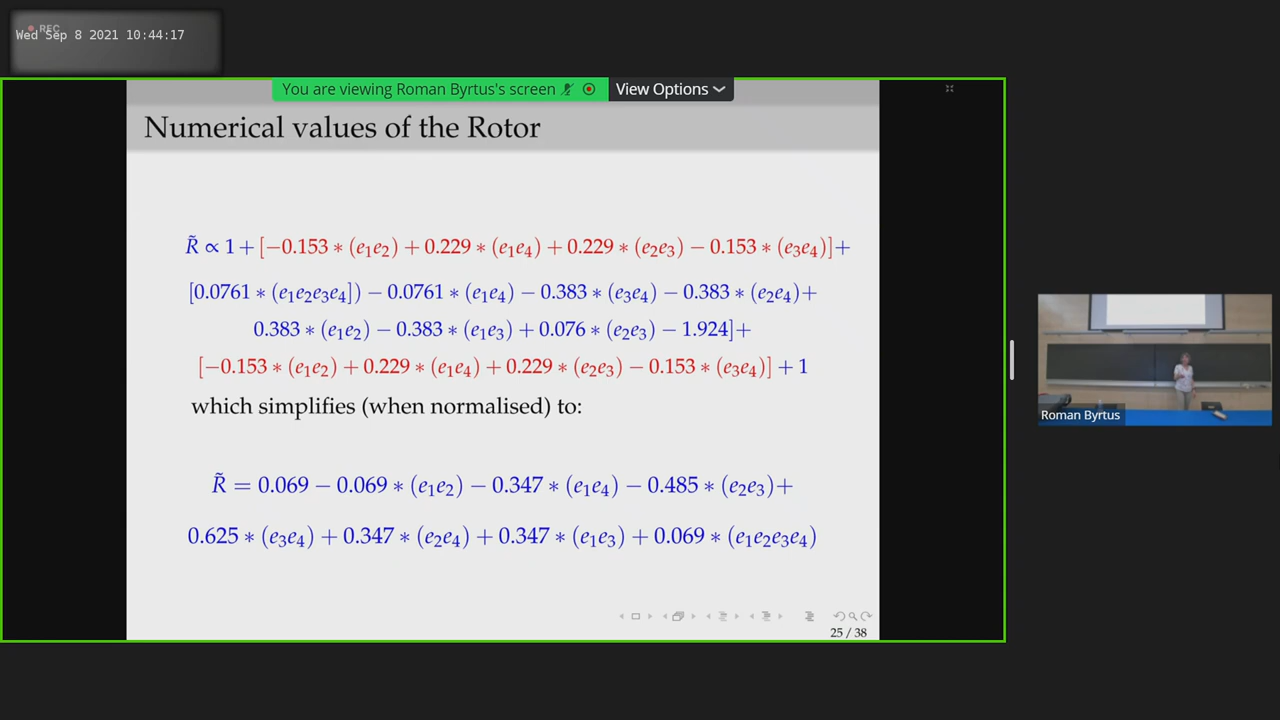 REC
Wed Sep 8 2021 10:44:17
You are viewing Roman Byrtus's screen
View Options
Numerical values of the Rotor
R̃ ∝ 1 + [−0.153 * (e₁e₂) + 0.229 * (e₁e₄) + 0.229 * (e₂e₃) − 0.153 * (e₃e₄)]+
[0.0761 * (e₁e₂e₃e₄]) − 0.0761 * (e₁e₄) − 0.383 * (e₃e₄) − 0.383 * (e₂e₄)+
0.383 * (e₁e₂) − 0.383 * (e₁e₃) + 0.076 * (e₂e₃) − 1.924]+
[−0.153 * (e₁e₂) + 0.229 * (e₁e₄) + 0.229 * (e₂e₃) − 0.153 * (e₃e₄)] + 1
which simplifies (when normalised) to:
R̃ = 0.069 − 0.069 * (e₁e₂) − 0.347 * (e₁e₄) − 0.485 * (e₂e₃)+
0.625 * (e₃e₄) + 0.347 * (e₂e₄) + 0.347 * (e₁e₃) + 0.069 * (e₁e₂e₃e₄)
25 / 38
Roman Byrtus